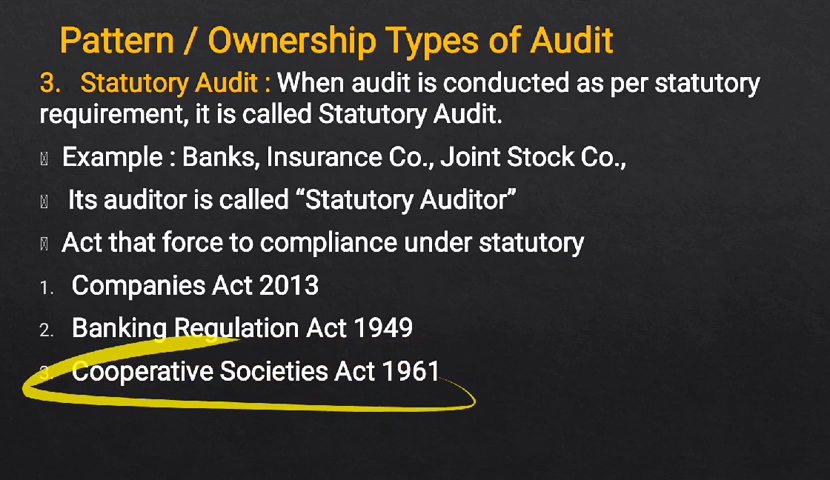 Pattern / Ownership Types of Audit
3. Statutory Audit : When audit is conducted as per statutory
requirement, it is called Statutory Audit.
Example : Banks, Insurance Co., Joint Stock Co.,
Its auditor is called “Statutory Auditor”
Act that force to compliance under statutory
1. Companies Act 2013
2. Banking Regulation Act 1949
3. Cooperative Societies Act 1961